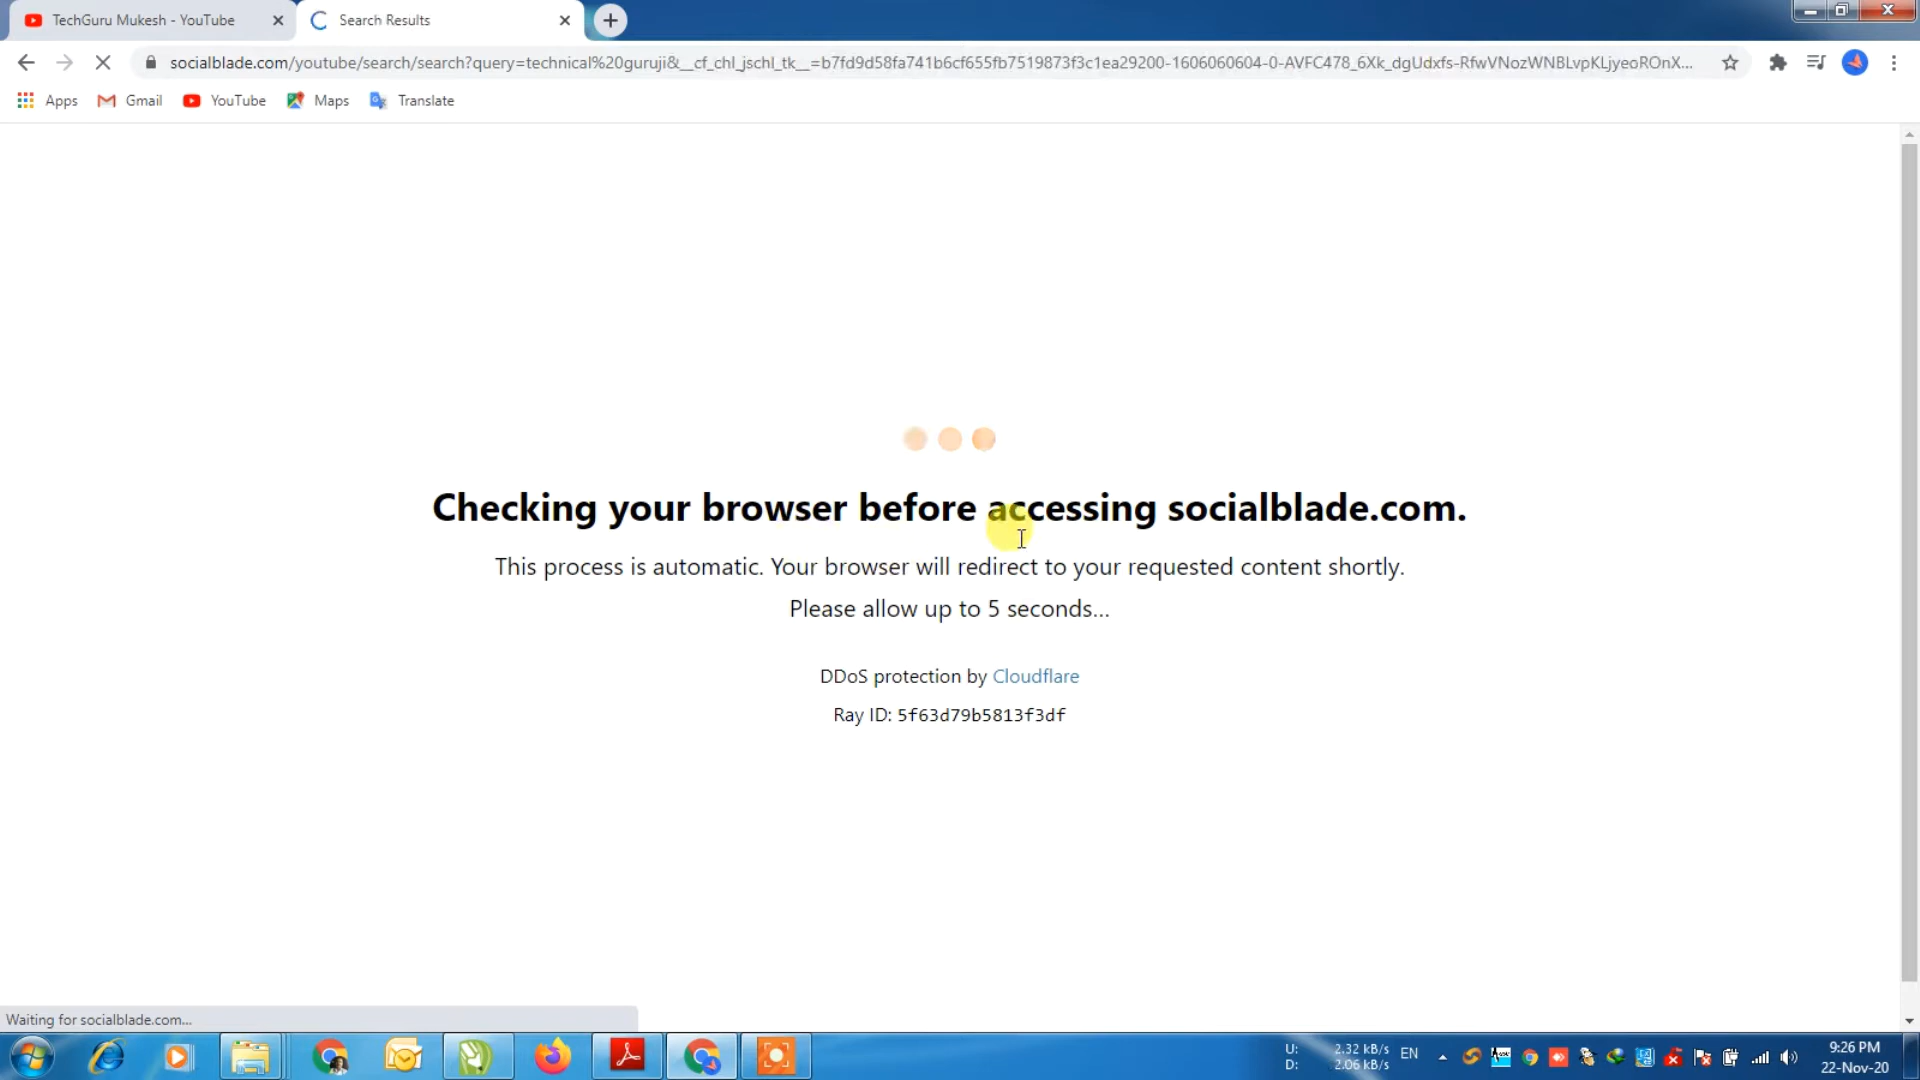 TechGuru Mukesh - YouTube
Search Results
socialblade.com/youtube/search/search?query=technical%20guruji&__cf_chl_jschl_tk__=b7fd9d58fa741b6cf655fb7519873f3c1ea29200-1606060604-0-AVFC478_6Xk_dgUdxfs-RfwVNozWNBLvpKLjyeoROnX...
Apps
Gmail
YouTube
Maps
Translate
Checking your browser before accessing socialblade.com.
This process is automatic. Your browser will redirect to your requested content shortly.
Please allow up to 5 seconds...
DDoS protection by Cloudflare
Ray ID: 5f63d79b5813f3df
Waiting for socialblade.com...
U: 2.32 kB/s
D: 2.06 kB/s
EN
9:26 PM
22-Nov-20